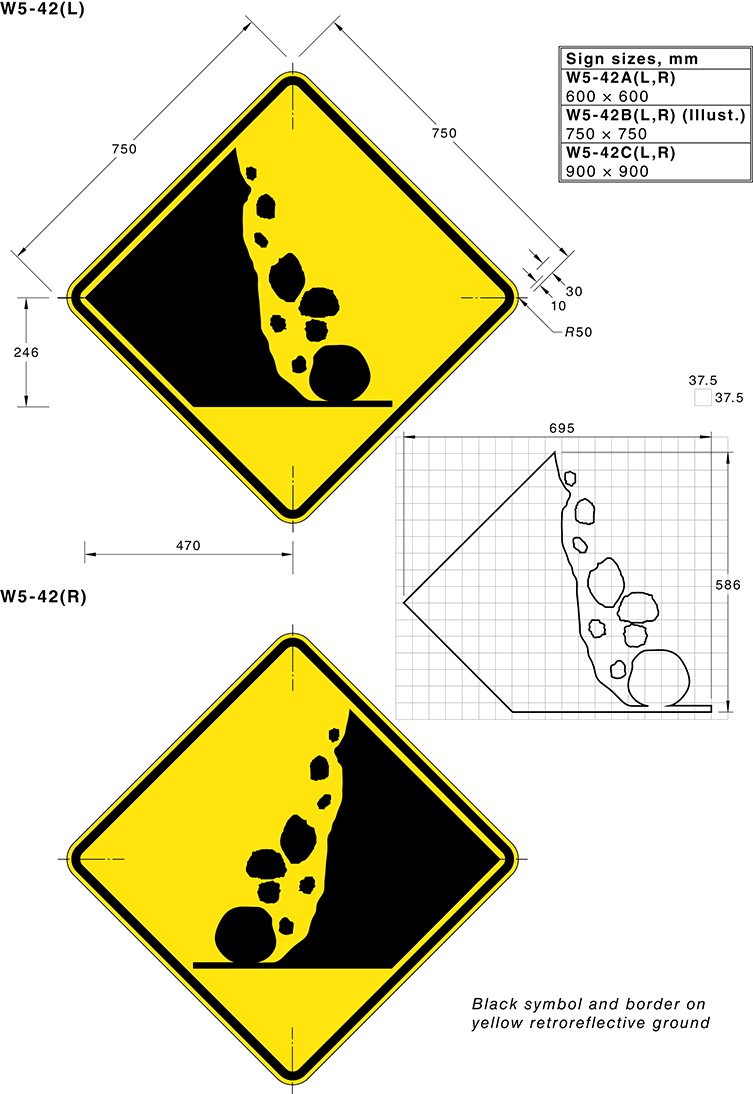 W5-42(L)
Sign sizes, mm
W5-42A(L,R)
600 × 600
W5-42B(L,R) (Illust.)
750 × 750
W5-42C(L,R)
900 × 900
750
750
30
10
R50
246
37.5
37.5
695
470
586
W5-42(R)
Black symbol and border on
yellow retroreflective ground